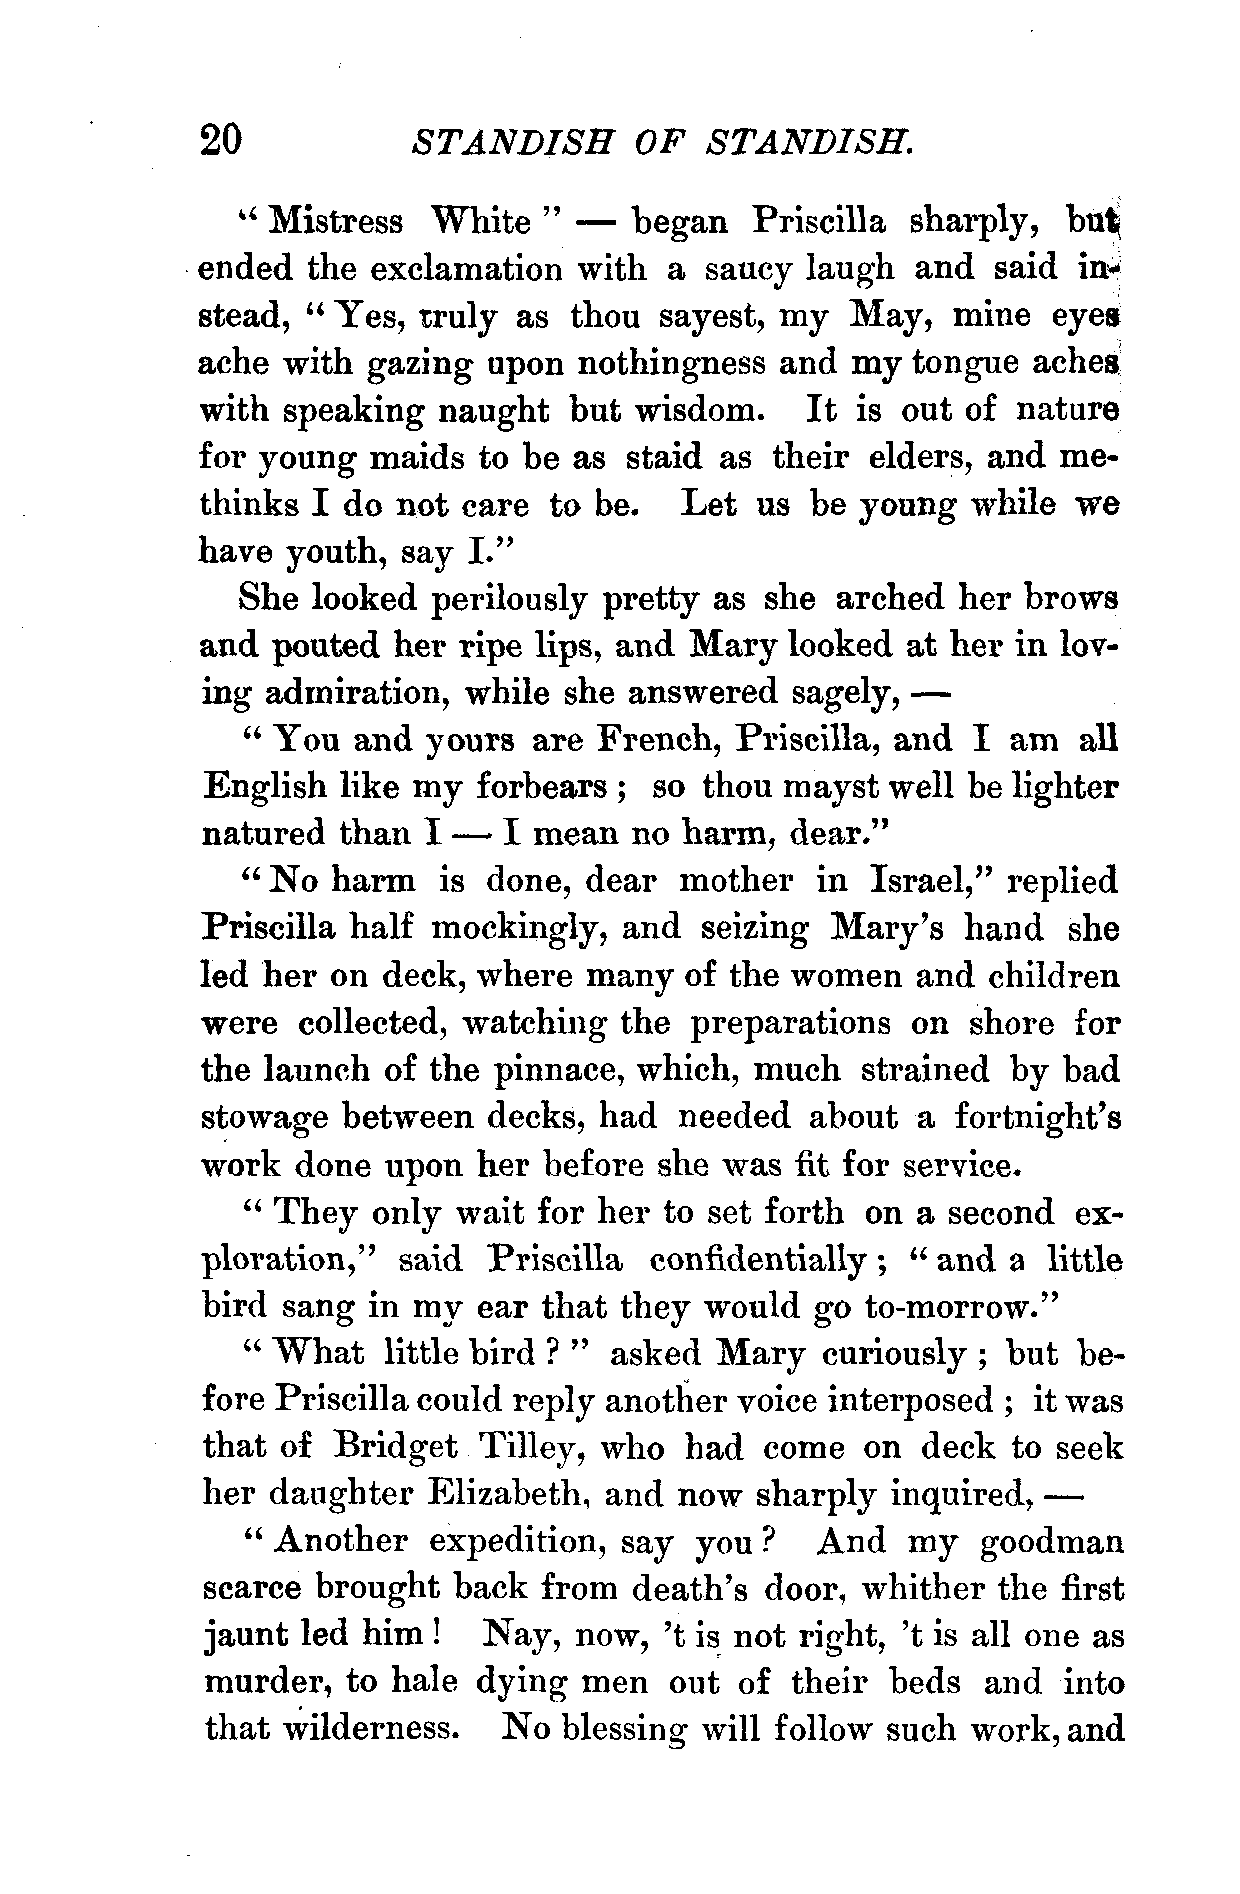 20 STANDISH OF STANDISH.
“ Mistress White ” — began Priscilla sharply, but
ended the exclamation with a saucy laugh and said in-
stead, “ Yes, truly as thou sayest, my May, mine eyes
ache with gazing upon nothingness and my tongue aches
with speaking naught but wisdom. It is out of nature
for young maids to be as staid as their elders, and me-
thinks I do not care to be. Let us be young while we
have youth, say I.”
She looked perilously pretty as she arched her brows
and pouted her ripe lips, and Mary looked at her in lov-
ing admiration, while she answered sagely, —
“ You and yours are French, Priscilla, and I am all
English like my forbears ; so thou mayst well be lighter
natured than I — I mean no harm, dear.”
“ No harm is done, dear mother in Israel,” replied
Priscilla half mockingly, and seizing Mary’s hand she
led her on deck, where many of the women and children
were collected, watching the preparations on shore for
the launch of the pinnace, which, much strained by bad
stowage between decks, had needed about a fortnight’s
work done upon her before she was fit for service.
“ They only wait for her to set forth on a second ex-
ploration,” said Priscilla confidentially ; “ and a little
bird sang in my ear that they would go to-morrow.”
“ What little bird ? ” asked Mary curiously ; but be-
fore Priscilla could reply another voice interposed ; it was
that of Bridget Tilley, who had come on deck to seek
her daughter Elizabeth, and now sharply inquired, —
“ Another expedition, say you ? And my goodman
scarce brought back from death’s door, whither the first
jaunt led him ! Nay, now, ’t is not right, ’t is all one as
murder, to hale dying men out of their beds and into
that wilderness. No blessing will follow such work, and